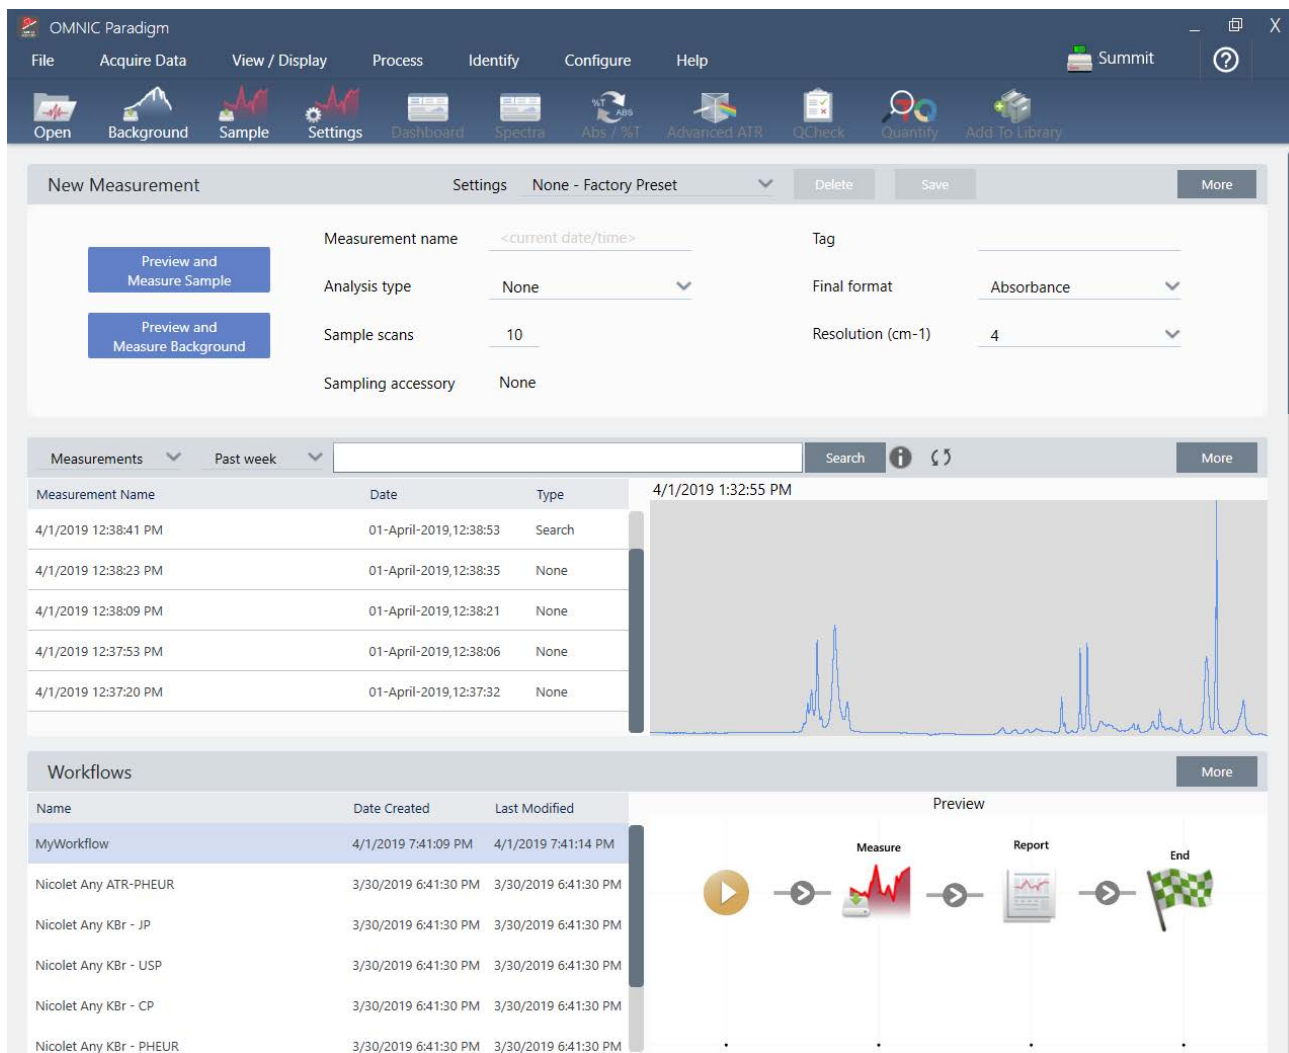 OMNIC Paradigm
File Acquire Data View / Display Process Identify Configure Help Summit
Open Background Sample Settings Dashboard Spectra Abs / %T Advanced ATR QCheck Quantify Add To Library
%T ABS
New Measurement Settings None - Factory Preset Delete Save More
Measurement name <current date/time> Tag
Preview and
Measure Sample
Analysis type None Final format Absorbance
Preview and
Measure Background
Sample scans 10 Resolution (cm-1) 4
Sampling accessory None
Measurements Past week Search More
Measurement Name Date Type 4/1/2019 1:32:55 PM
4/1/2019 12:38:41 PM 01-April-2019,12:38:53 Search
4/1/2019 12:38:23 PM 01-April-2019,12:38:35 None
4/1/2019 12:38:09 PM 01-April-2019,12:38:21 None
4/1/2019 12:37:53 PM 01-April-2019,12:38:06 None
4/1/2019 12:37:20 PM 01-April-2019,12:37:32 None
Workflows More
Name Date Created Last Modified Preview
MyWorkflow 4/1/2019 7:41:09 PM 4/1/2019 7:41:14 PM
Measure Report End
Nicolet Any ATR-PHEUR 3/30/2019 6:41:30 PM 3/30/2019 6:41:30 PM
Nicolet Any KBr - JP 3/30/2019 6:41:30 PM 3/30/2019 6:41:30 PM
Nicolet Any KBr - USP 3/30/2019 6:41:30 PM 3/30/2019 6:41:30 PM
Nicolet Any KBr - CP 3/30/2019 6:41:30 PM 3/30/2019 6:41:30 PM
Nicolet Any KBr - PHEUR 3/30/2019 6:41:30 PM 3/30/2019 6:41:30 PM